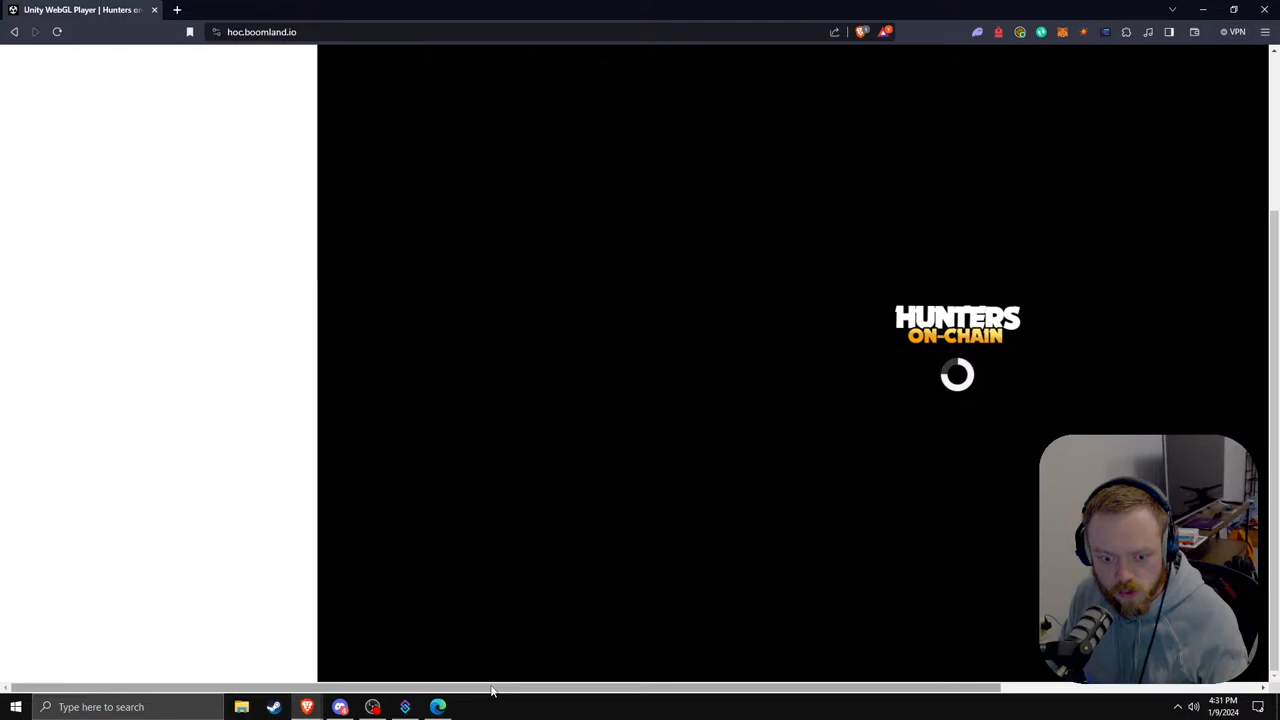 Unity WebGL Player | Hunters on
hoc.boomland.io
VPN
HUNTERS
ON-CHAIN
Type here to search
4:31 PM
1/9/2024